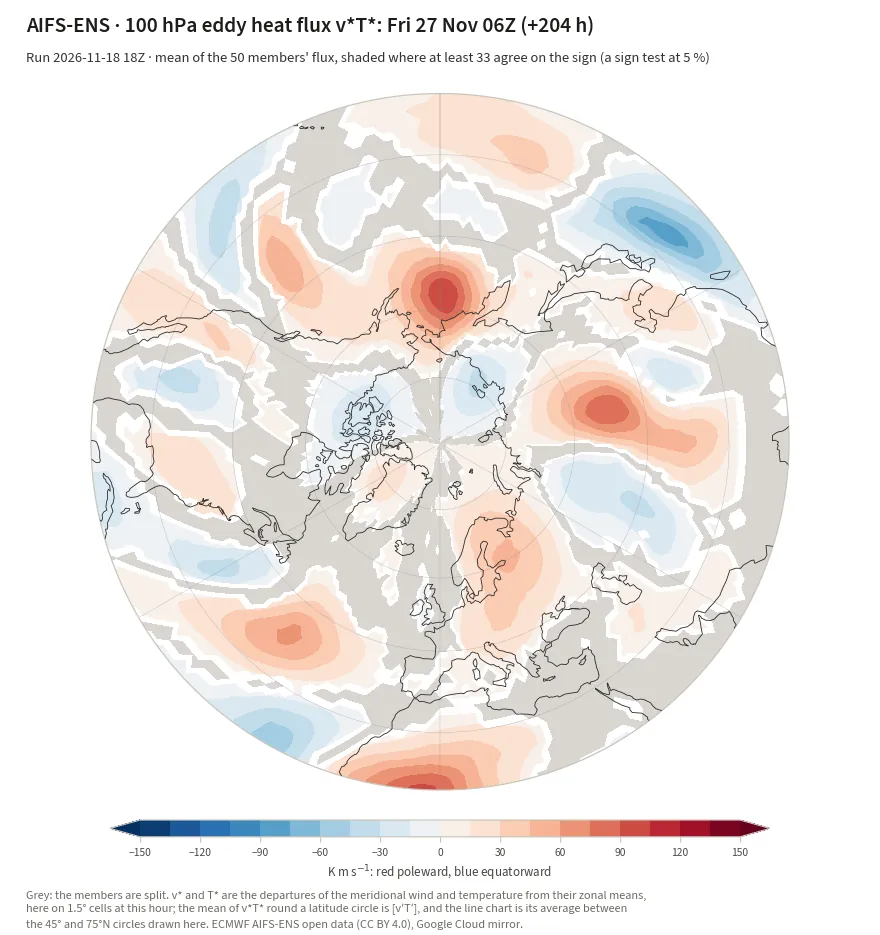 AIFS-ENS · 100 hPa eddy heat flux v*T*: Fri 27 Nov 06Z (+204 h)
Run 2026-11-18 18Z · mean of the 50 members' flux, shaded where at least 33 agree on the sign (a sign test at 5 %)
−150 −120 −90 −60 −30 0 30 60 90 120 150
K m s⁻¹: red poleward, blue equatorward
Grey: the members are split. v* and T* are the departures of the meridional wind and temperature from their zonal means,
here on 1.5° cells at this hour; the mean of v*T* round a latitude circle is [v'T'], and the line chart is its average between
the 45° and 75°N circles drawn here. ECMWF AIFS-ENS open data (CC BY 4.0), Google Cloud mirror.